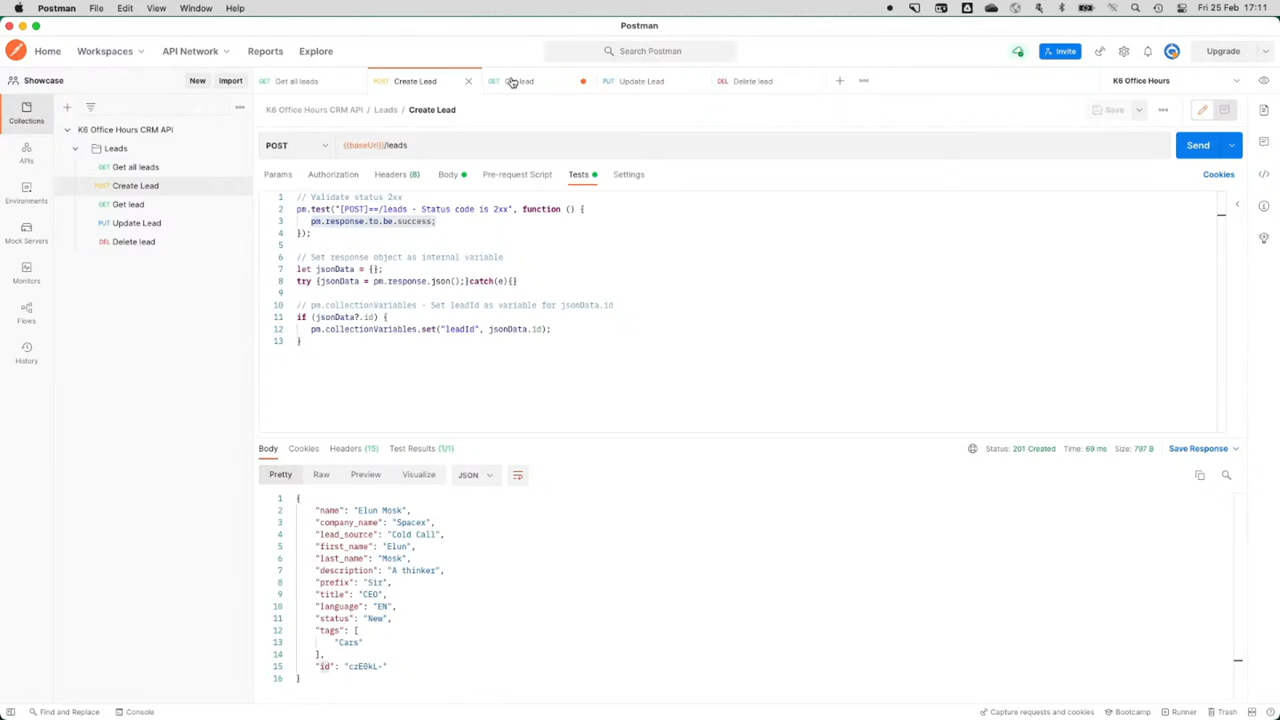 Postman File Edit View Window Help Fri 25 Feb 17:11
Postman
Home Workspaces API Network Reports Explore Search Postman Invite Upgrade
Showcase New Import GET Get all leads POST Create Lead GET lead PUT Update Lead DEL Delete lead K6 Office Hours
K6 Office Hours CRM API / Leads / Create Lead Save
Collections
APIs
Environments
Mock Servers
Monitors
Flows
History
K6 Office Hours CRM API
Leads
GET Get all leads
POST Create Lead
GET Get lead
PUT Update Lead
DEL Delete lead
POST {{baseUrl}}/leads Send
Params Authorization Headers (8) Body Pre-request Script Tests Settings Cookies
1 // Validate status 2xx
2 pm.test("[POST]==/leads - Status code is 2xx", function () {
3 pm.response.to.be.success;
4 });
5
6 // Set response object as internal variable
7 let jsonData = {};
8 try {jsonData = pm.response.json();}catch(e){}
9
10 // pm.collectionVariables - Set leadId as variable for jsonData.id
11 if (jsonData?.id) {
12 pm.collectionVariables.set("leadId", jsonData.id);
13 }
Body Cookies Headers (15) Test Results (1/1) Status: 201 Created Time: 69 ms Size: 797 B Save Response
Pretty Raw Preview Visualize JSON
1 {
2 "name": "Elun Mosk",
3 "company_name": "Spacex",
4 "lead_source": "Cold Call",
5 "first_name": "Elun",
6 "last_name": "Mosk",
7 "description": "A thinker",
8 "prefix": "Sir",
9 "title": "CEO",
10 "language": "EN",
11 "status": "New",
12 "tags": [
13 "Cars"
14 ],
15 "id": "czE0kL-"
16 }
Find and Replace Console Capture requests and cookies Bootcamp Runner Trash